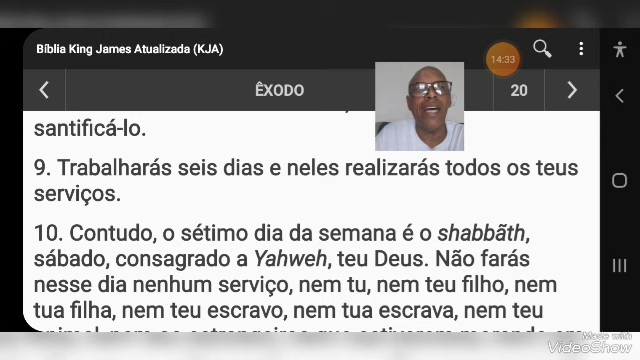 Bíblia King James Atualizada (KJA)
14:33
ÊXODO
20
santificá-lo.
9. Trabalharás seis dias e neles realizarás todos os teus
serviços.
10. Contudo, o sétimo dia da semana é o shabbãth,
sábado, consagrado a Yahweh, teu Deus. Não farás
nesse dia nenhum serviço, nem tu, nem teu filho, nem
tua filha, nem teu escravo, nem tua escrava, nem teu
Made with
VideoShow